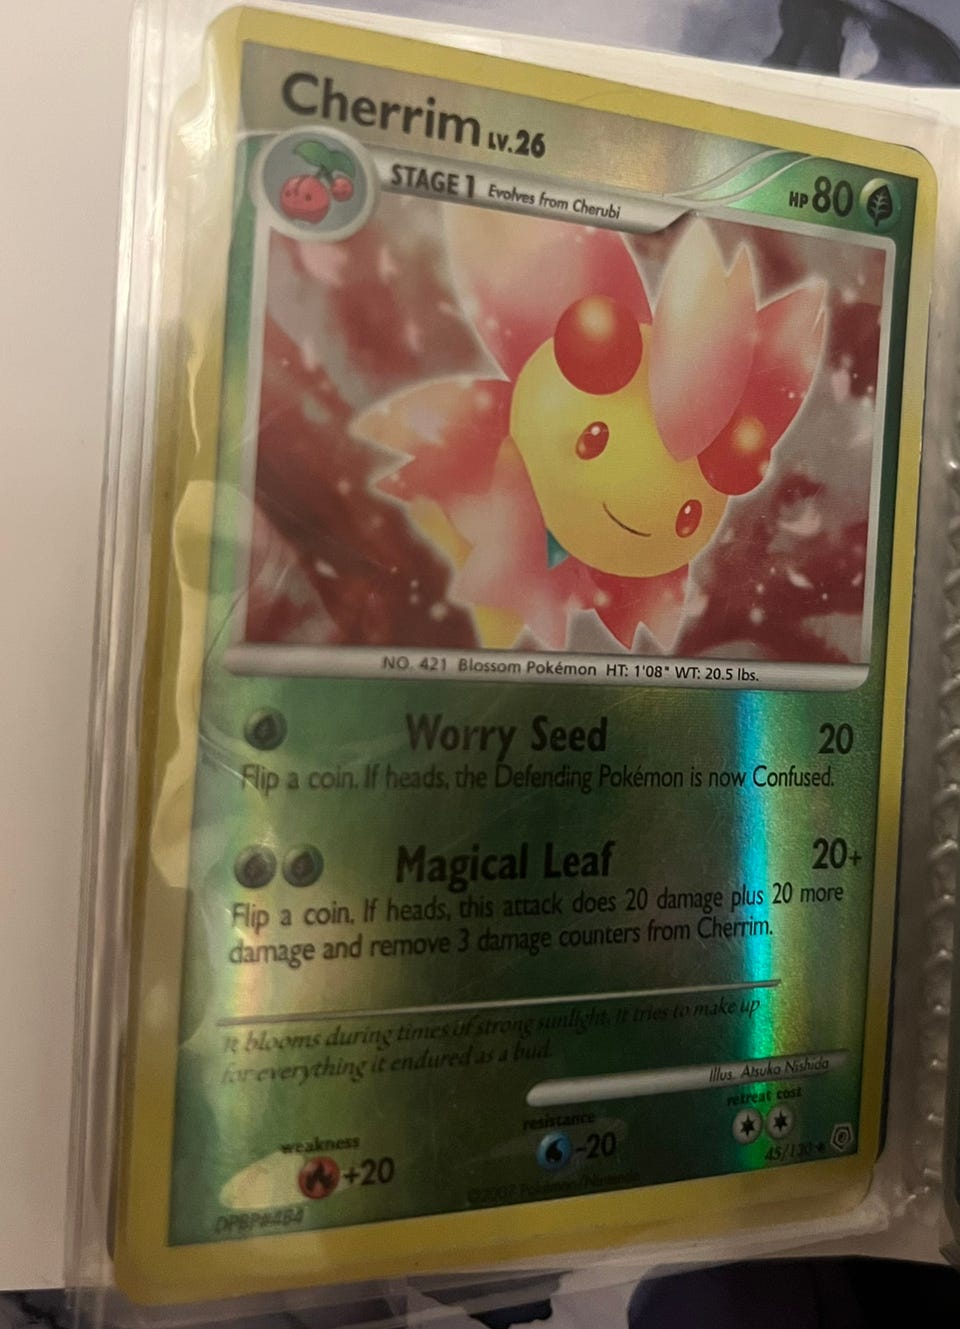 Cherrim LV.26
STAGE 1 Evolves from Cherubi
HP 80
NO. 421 Blossom Pokémon HT: 1'08" WT: 20.5 lbs.
Worry Seed 20
Flip a coin. If heads, the Defending Pokémon is now Confused.
Magical Leaf 20+
Flip a coin. If heads, this attack does 20 damage plus 20 more
damage and remove 3 damage counters from Cherrim.
It blooms during times of strong sunlight. It tries to make up
for everything it endured as a bud.
Illus. Atsuko Nishida
weakness
+20
resistance
-20
retreat cost
45/130
DPBP#484
©2007 Pokémon/Nintendo